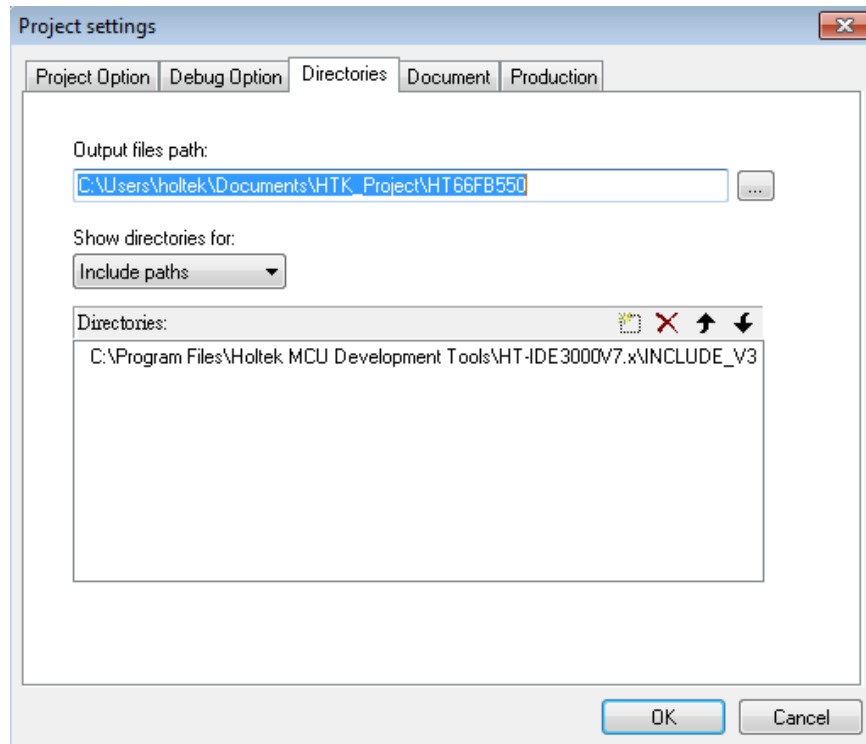 Project settings
Project Option Debug Option Directories Document Production
Output files path:
C:\Users\holtek\Documents\HTK_Project\HT66FB550
...
Show directories for:
Include paths
Directories:
C:\Program Files\Holtek MCU Development Tools\HT-IDE3000V7.x\INCLUDE_V3
OK Cancel